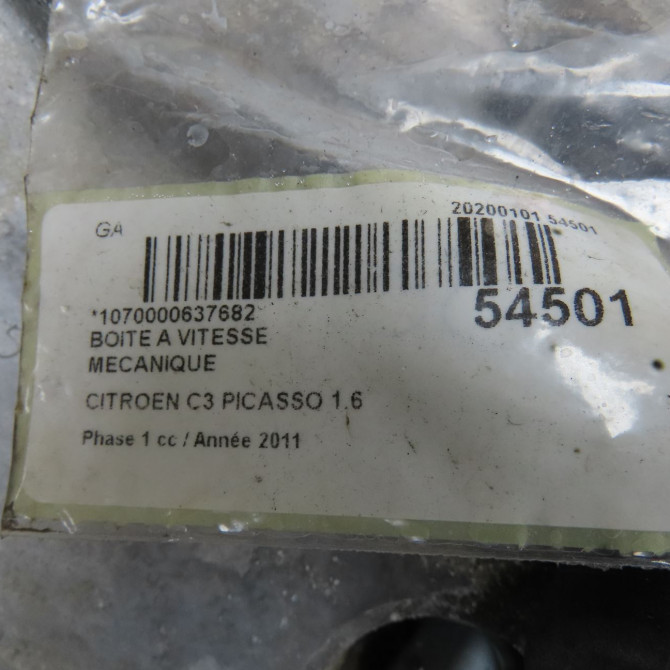 GA
20200101 54501
*1070000637682
54501
BOITE A VITESSE
MECANIQUE
CITROEN C3 PICASSO 1.6
Phase 1 cc / Année 2011